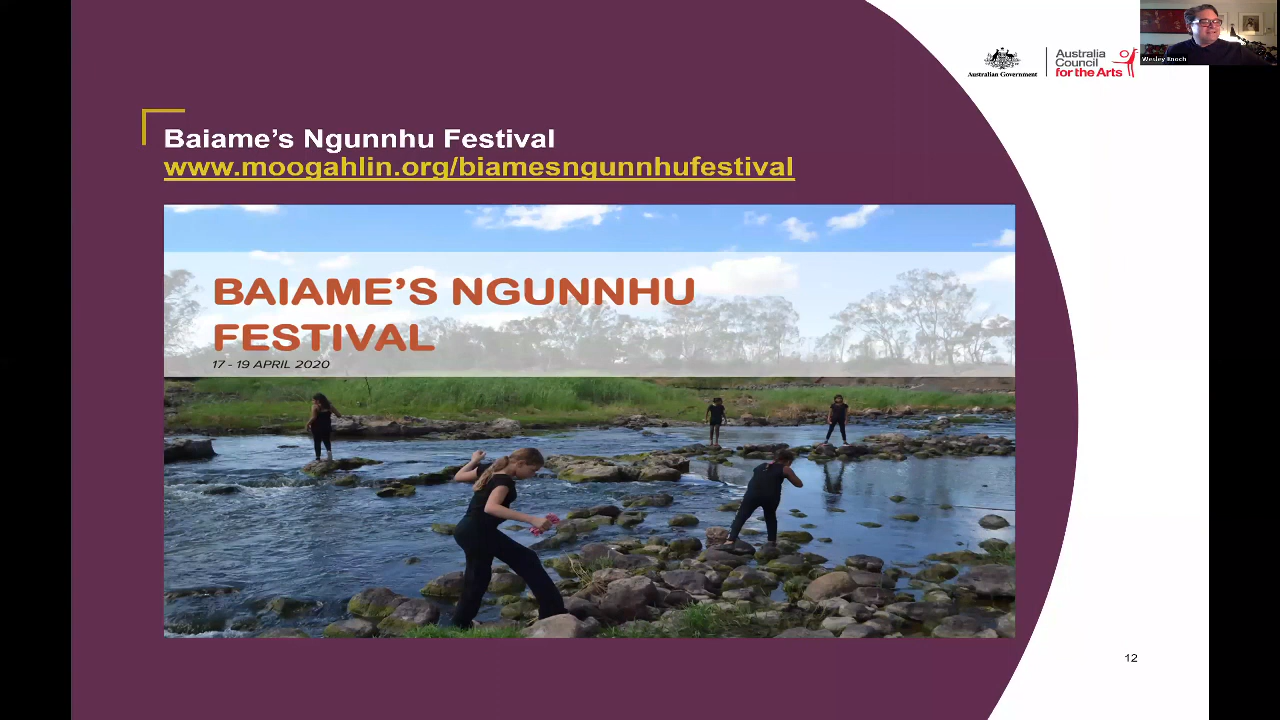 Australian Government
Australia
Council
for the Arts
Wesley Enoch
Baiame’s Ngunnhu Festival
www.moogahlin.org/biamesngunnhufestival
BAIAME’S NGUNNHU
FESTIVAL
17 - 19 APRIL 2020
12